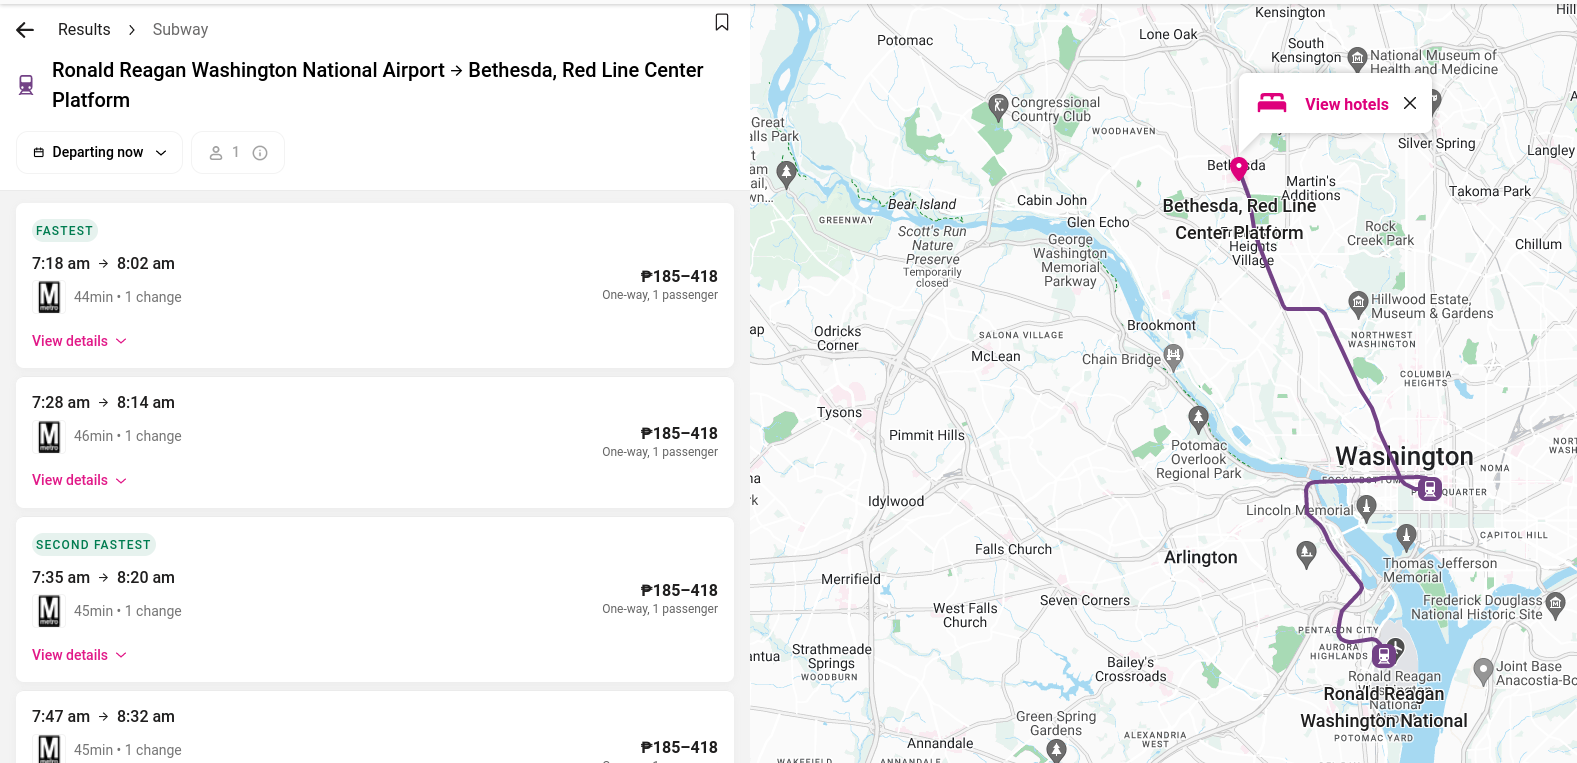 Results > Subway
Ronald Reagan Washington National Airport → Bethesda, Red Line Center
Platform
Departing now
1
FASTEST
7:18 am → 8:02 am
₱185–418
M metro
44min • 1 change
One-way, 1 passenger
View details
7:28 am → 8:14 am
₱185–418
M metro
46min • 1 change
One-way, 1 passenger
View details
SECOND FASTEST
7:35 am → 8:20 am
₱185–418
M metro
45min • 1 change
One-way, 1 passenger
View details
7:47 am → 8:32 am
₱185–418
M
45min • 1 change
Kensington
Hill
Lone Oak
Potomac
South
Kensington
National Museum of
Health and Medicine
View hotels
Congressional
Country Club
Great
alls Park
WOODHAVEN
Silver Spring
Langley
Bethesda
Martin's
Additions
Takoma Park
Bear Island
Cabin John
Bethesda, Red Line
Center Platform
GREENWAY
Glen Echo
Scott's Run
Nature
Preserve
Temporarily
closed
George
Washington
Memorial
Parkway
Heights
Village
Rock
Creek Park
Chillum
Hillwood Estate,
Museum & Gardens
Odricks
Corner
SALONA VILLAGE
Brookmont
NORTHWEST
WASHINGTON
McLean
Chain Bridge
COLUMBIA
HEIGHTS
Tysons
Pimmit Hills
Potomac
Overlook
Regional Park
Washington
NOMA
FOGGY BOTTOM
QUARTER
Idylwood
Lincoln Memorial
CAPITOL HILL
Falls Church
Arlington
Thomas Jefferson
Memorial
Merrifield
Seven Corners
West Falls
Church
Frederick Douglass
National Historic Site
PENTAGON CITY
AURORA
HIGHLANDS
Strathmeade
Springs
WOODBURN
Bailey's
Crossroads
Joint Base
Anacostia-Bo
Ronald Reagan
Washington
National
Ronald Reagan
Washington National
POTOMAC YARD
Green Spring
Gardens
Annandale
ALEXANDRIA
WEST
WAKEFIELD
ANNANDALE